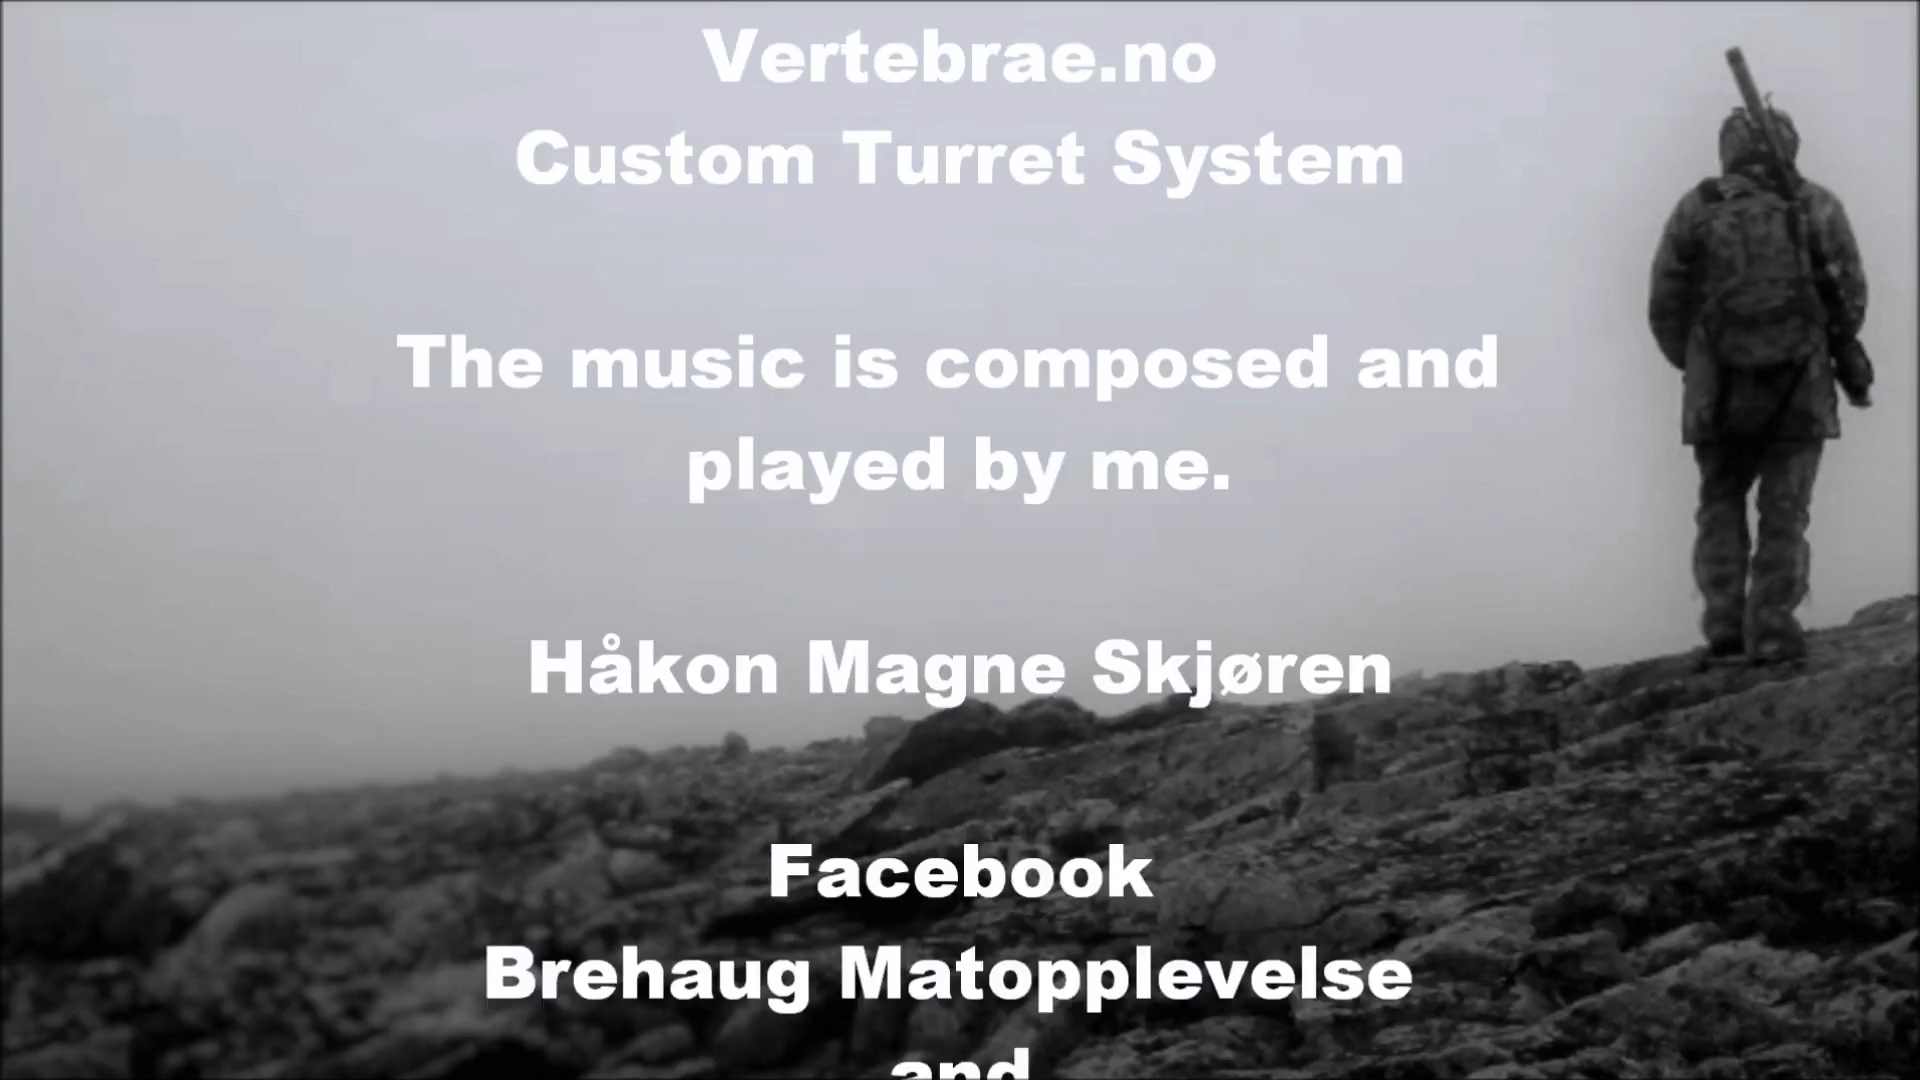 Vertebrae.no
Custom Turret System
The music is composed and
played by me.
Håkon Magne Skjøren
Facebook
Brehaug Matopplevelse
and